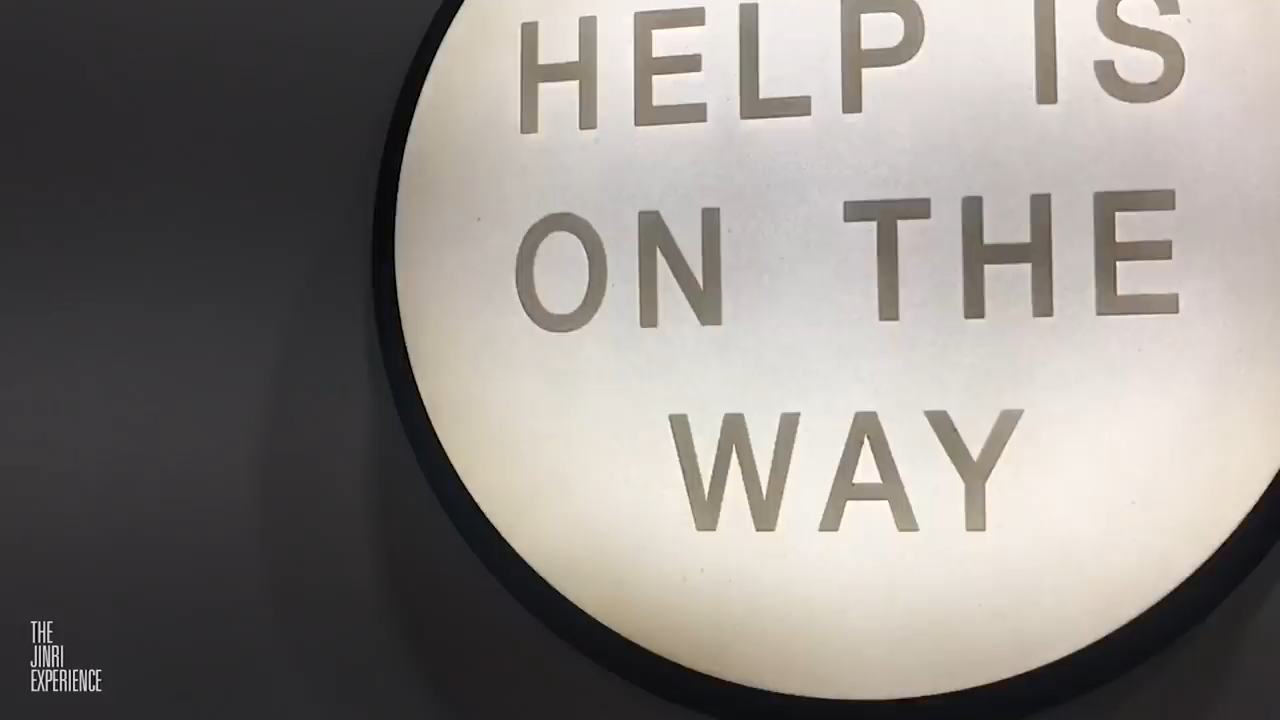 HELP IS
ON THE
WAY
THE
JINRI
EXPERIENCE